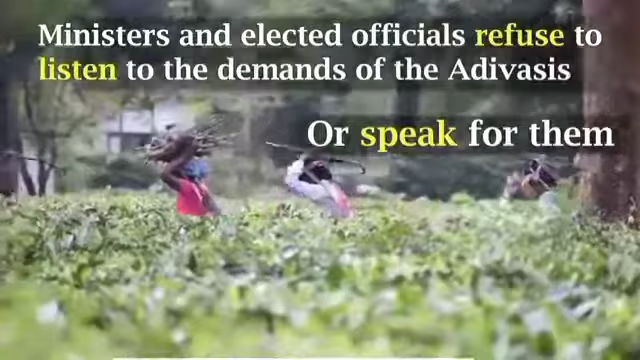 Ministers and elected officials refuse to
listen to the demands of the Adivasis
Or speak for them